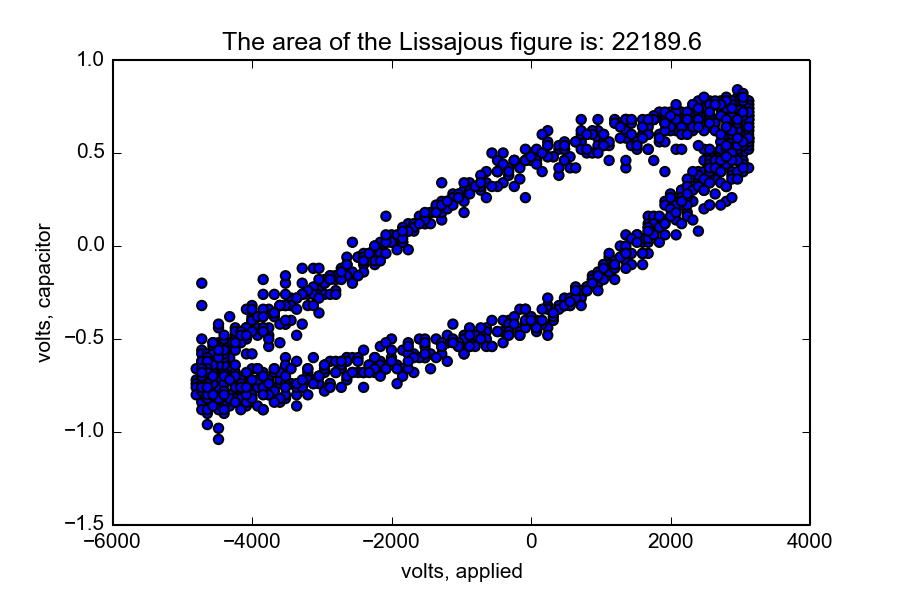 The area of the Lissajous figure is: 22189.6
1.0
0.5
0.0
−0.5
−1.0
−1.5
volts, capacitor
−6000 −4000 −2000 0 2000 4000
volts, applied